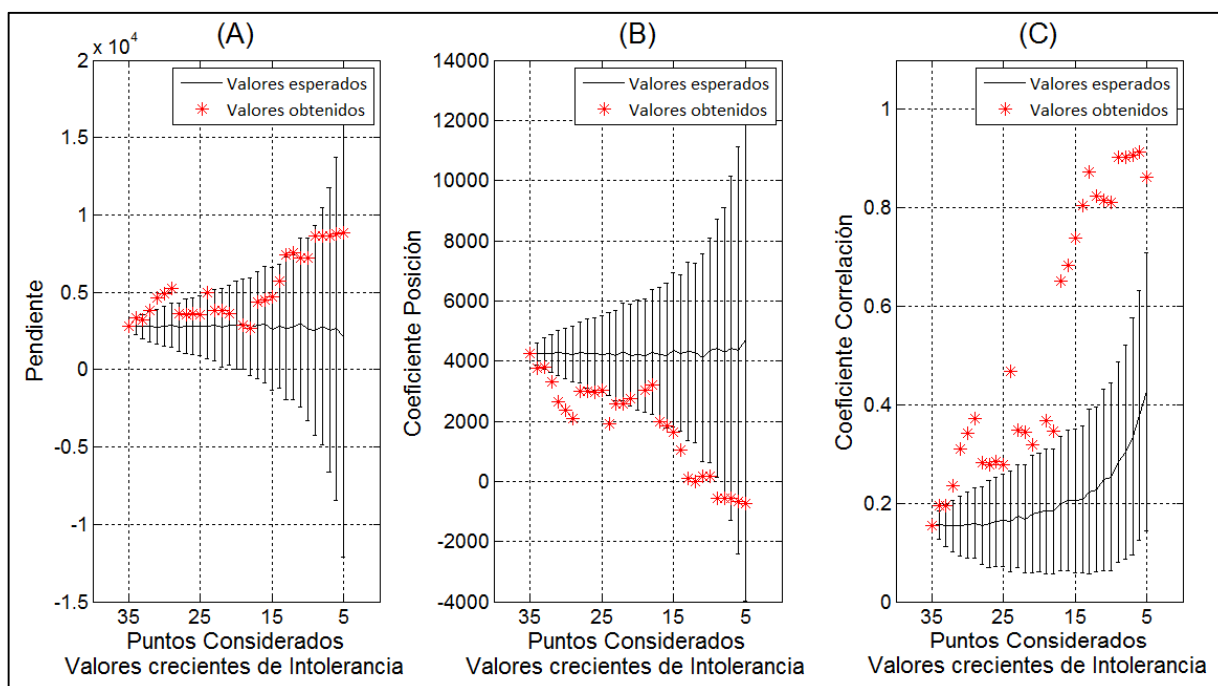 (A)
(B)
(C)
2 x 10^4
1.5
1
0.5
0
-0.5
-1
-1.5
Pendiente
Valores esperados
Valores obtenidos
35
25
15
5
Puntos Considerados
Valores crecientes de Intolerancia
14000
12000
10000
8000
6000
4000
2000
0
-2000
-4000
Coeficiente Posición
Valores esperados
Valores obtenidos
35
25
15
5
Puntos Considerados
Valores crecientes de Intolerancia
1
0.8
0.6
0.4
0.2
0
Coeficiente Correlación
Valores esperados
Valores obtenidos
35
25
15
5
Puntos Considerados
Valores crecientes de Intolerancia